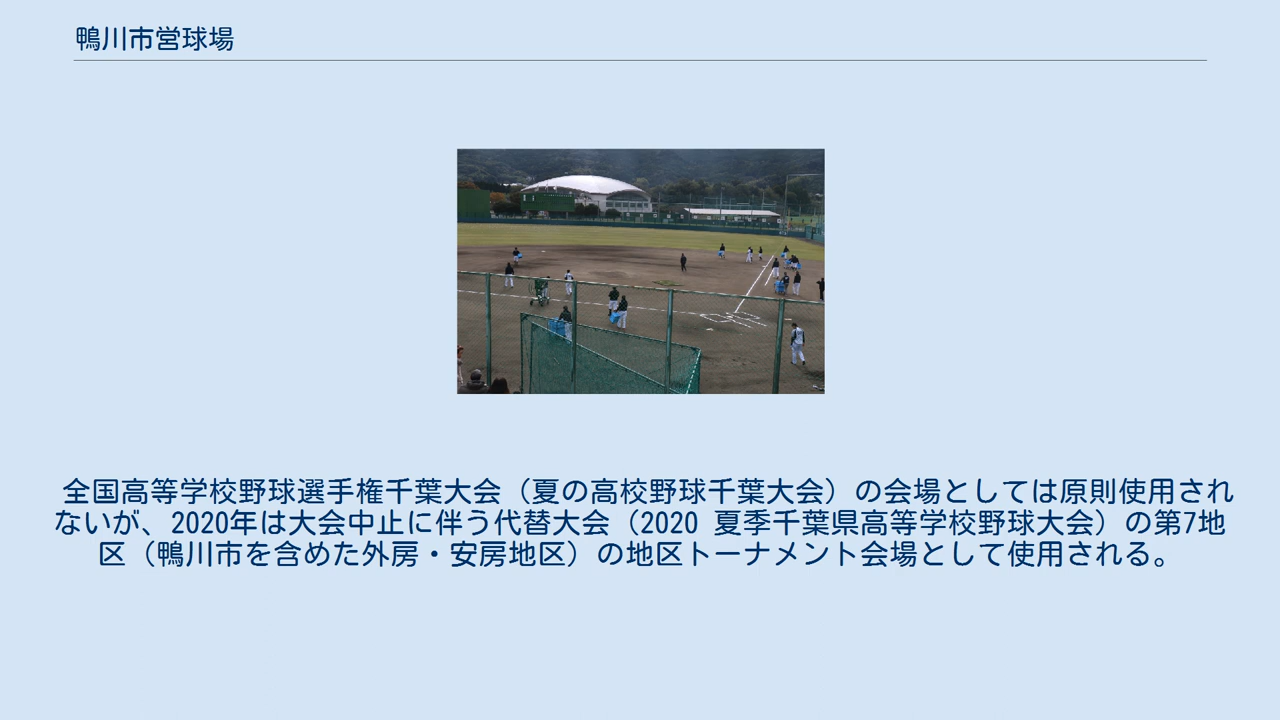 鴨川市営球場
全国高等学校野球選手権千葉大会（夏の高校野球千葉大会）の会場としては原則使用され
ないが、2020年は大会中止に伴う代替大会（2020 夏季千葉県高等学校野球大会）の第7地
区（鴨川市を含めた外房・安房地区）の地区トーナメント会場として使用される。